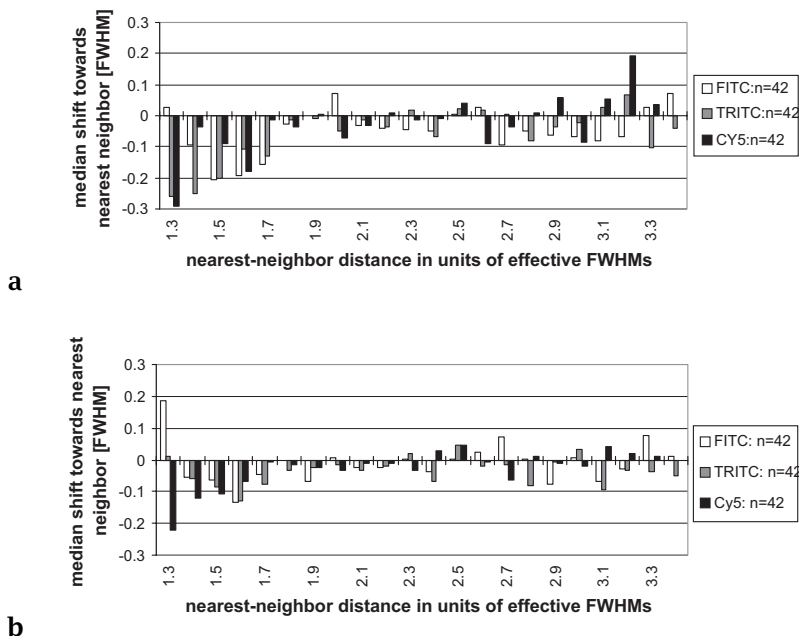 median shift towards
nearest neighbor [FWHM]
0.3
0.2
0.1
0
-0.1
-0.2
-0.3
1.3
1.5
1.7
1.9
2.1
2.3
2.5
2.7
2.9
3.1
3.3
nearest-neighbor distance in units of effective FWHMs
FITC:n=42
TRITC:n=42
CY5:n=42
a
median shift towards nearest
neighbor [FWHM]
0.3
0.2
0.1
0
-0.1
-0.2
-0.3
1.3
1.5
1.7
1.9
2.1
2.3
2.5
2.7
2.9
3.1
3.3
nearest-neighbor distance in units of effective FWHMs
FITC: n=42
TRITC: n=42
Cy5: n=42
b